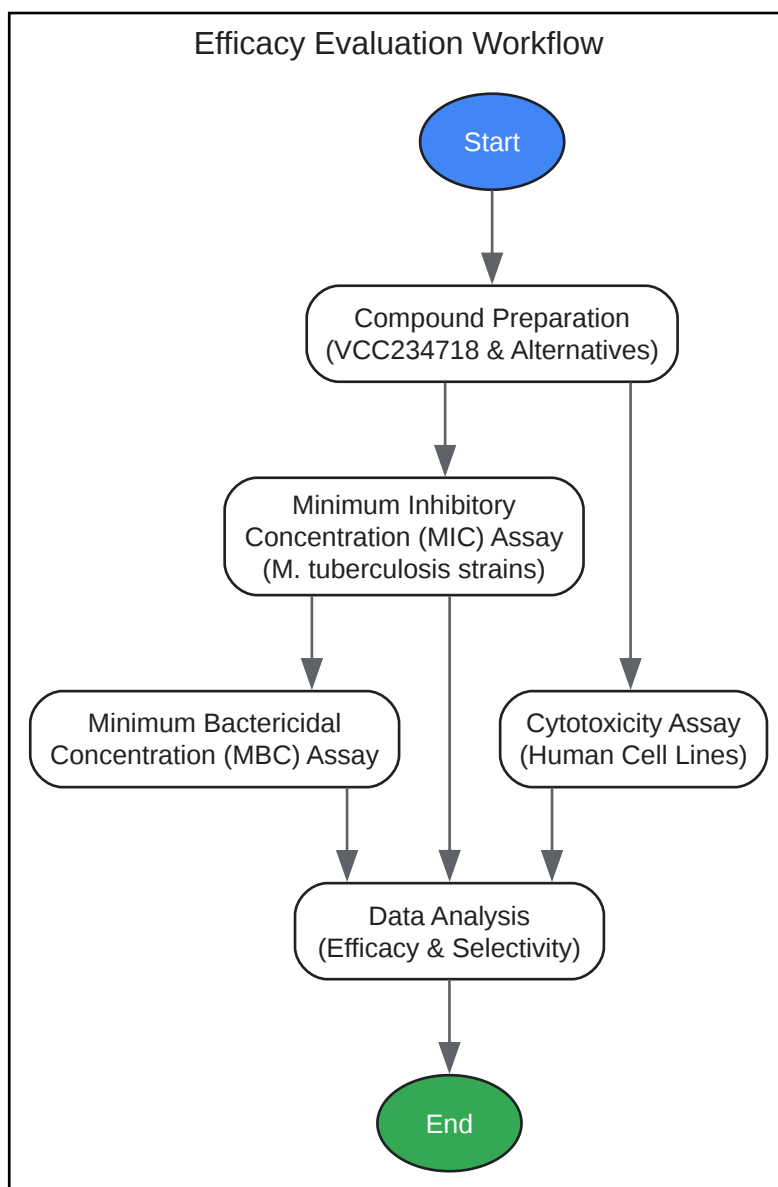 Efficacy Evaluation Workflow
Start
Compound Preparation
(VCC234718 & Alternatives)
Minimum Inhibitory
Concentration (MIC) Assay
(M. tuberculosis strains)
Minimum Bactericidal
Concentration (MBC) Assay
Cytotoxicity Assay
(Human Cell Lines)
Data Analysis
(Efficacy & Selectivity)
End